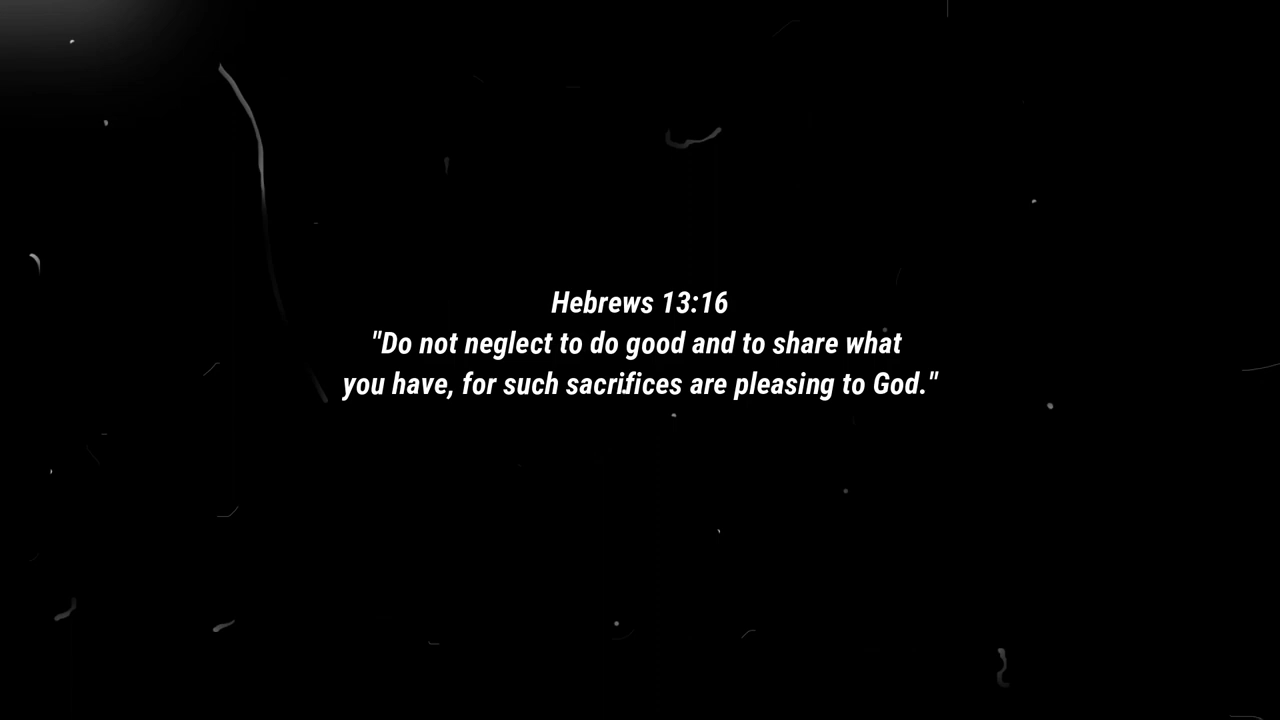 Hebrews 13:16
"Do not neglect to do good and to share what
you have, for such sacrifices are pleasing to God."